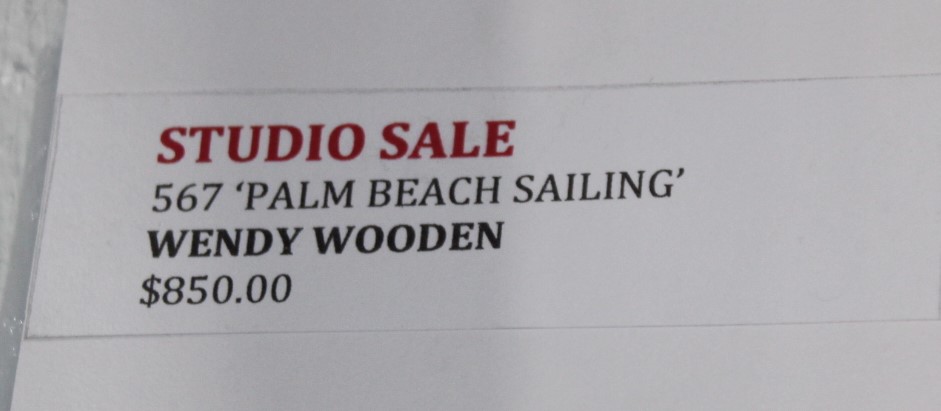 STUDIO SALE
567 ‘PALM BEACH SAILING’
WENDY WOODEN
$850.00